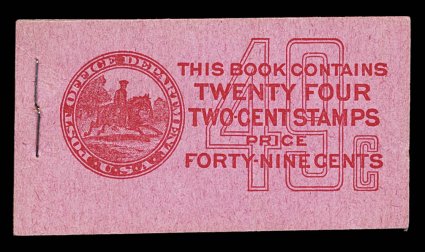 POST OFFICE DEPARTMENT
U.S.A.
49c
THIS BOOK CONTAINS
TWENTY FOUR
TWO-CENT STAMPS
PRICE
FORTY-NINE CENTS